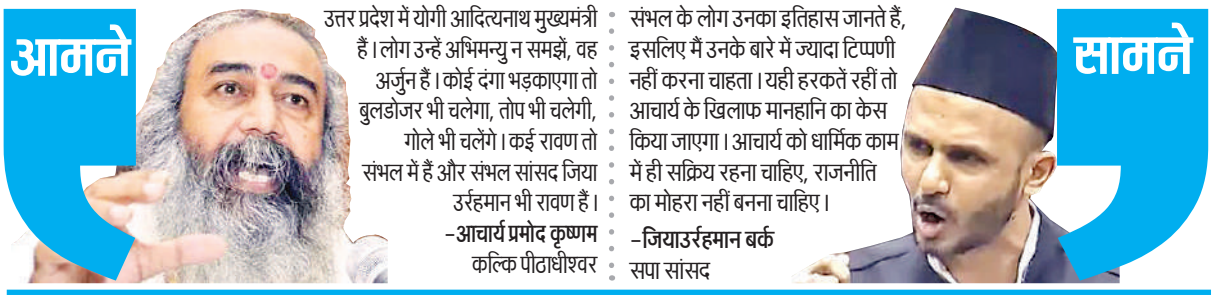 आमने
उत्तर प्रदेश में योगी आदित्यनाथ मुख्यमंत्री
हैं। लोग उन्हें अभिमन्यु न समझें, वह
अर्जुन हैं। कोई दंगा भड़काएगा तो
बुलडोजर भी चलेगा, तोप भी चलेगी,
गोले भी चलेंगे। कई रावण तो
संभल में हैं और संभल सांसद जिया
उर्रहमान भी रावण हैं।
-आचार्य प्रमोद कृष्णम
कल्कि पीठाधीश्वर
सामने
संभल के लोग उनका इतिहास जानते हैं,
इसलिए मैं उनके बारे में ज्यादा टिप्पणी
नहीं करना चाहता। यही हरकतें रहीं तो
आचार्य के खिलाफ मानहानि का केस
किया जाएगा। आचार्य को धार्मिक काम
में ही सक्रिय रहना चाहिए, राजनीति
का मोहरा नहीं बनना चाहिए।
-जियाउर्रहमान बर्क
सपा सांसद